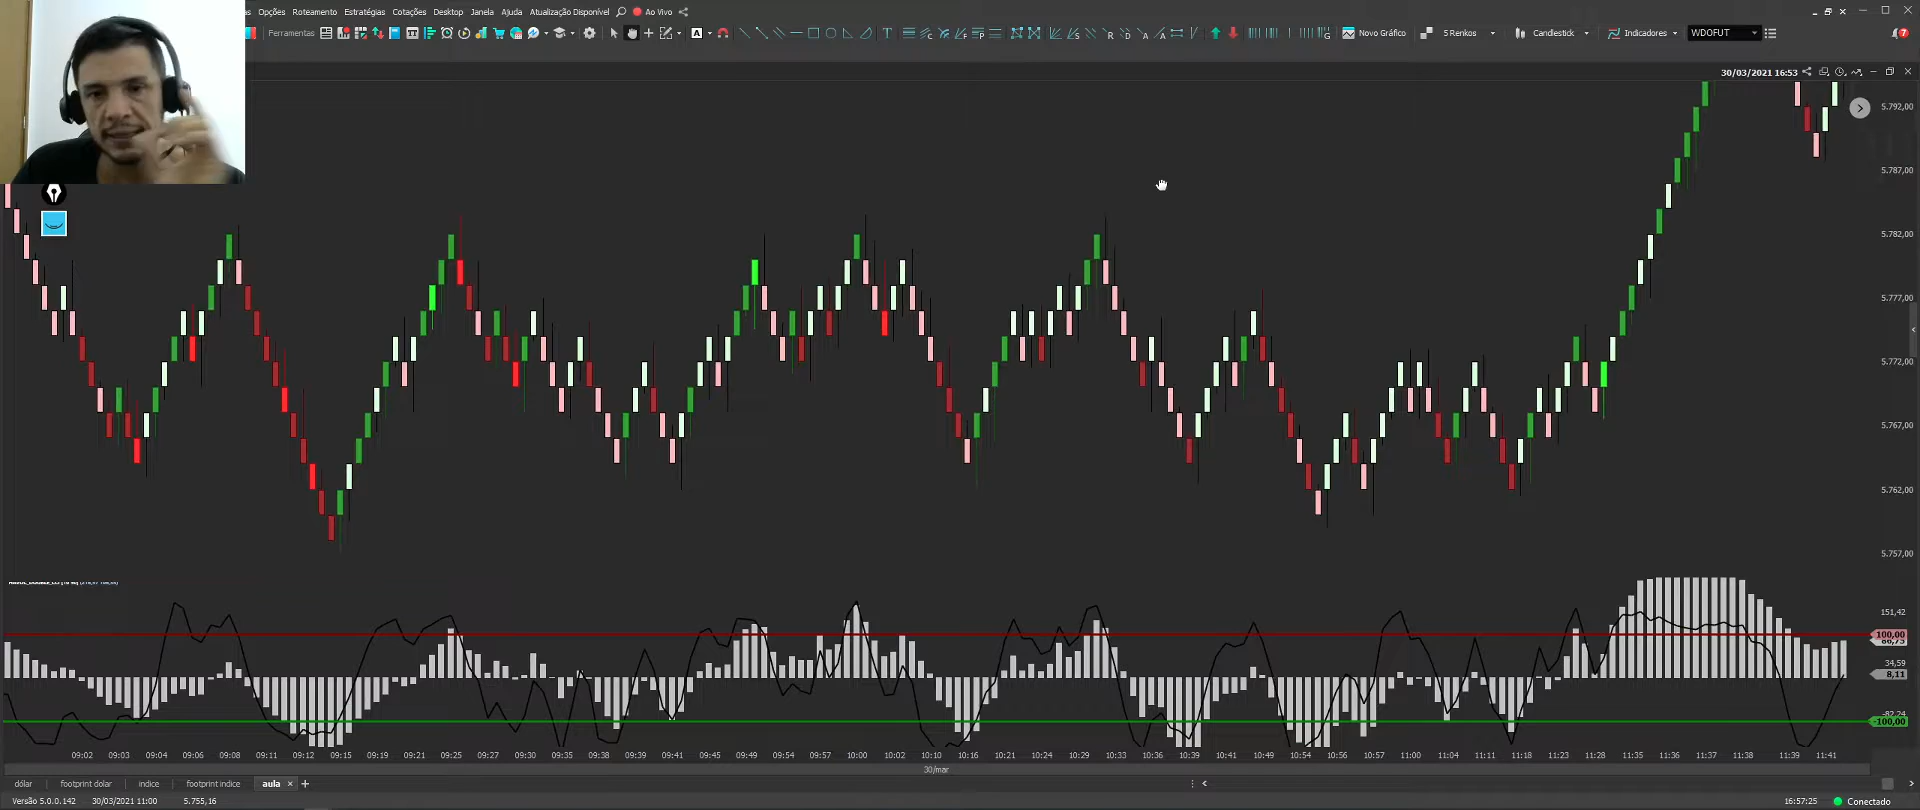 Opções Roteamento Estratégias Cotações Desktop Janela Ajuda Atualização Disponível Ao Vivo
Ferramentas A T Novo Gráfico 5 Renkos Candlestick Indicadores WDOFUT 7
30/03/2021 16:53
5.792,00
5.787,00
5.782,00
5.777,00
5.772,00
5.767,00
5.762,00
5.757,00
151,42
100,00
34,59
8,11
-100,00
09:02 09:03 09:04 09:06 09:08 09:11 09:13 09:15 09:20 09:21 09:25 09:27 09:30 09:35 09:38 09:39 09:41 09:45 09:49 09:54 09:57 10:00 10:02 10:12 10:16 10:21 10:24 10:30 10:34 10:36 10:39 10:41 10:49 10:54 10:56 10:57 11:00 11:03 11:11 11:18 11:23 11:28 11:35 11:36 11:37 11:38 11:39 11:41
30/mar
dólar footprint dolar indice footprint indice aula × +
Versão 5.0.0.142 30/03/2021 11:00 5.755,16 16:57:25 Conectado